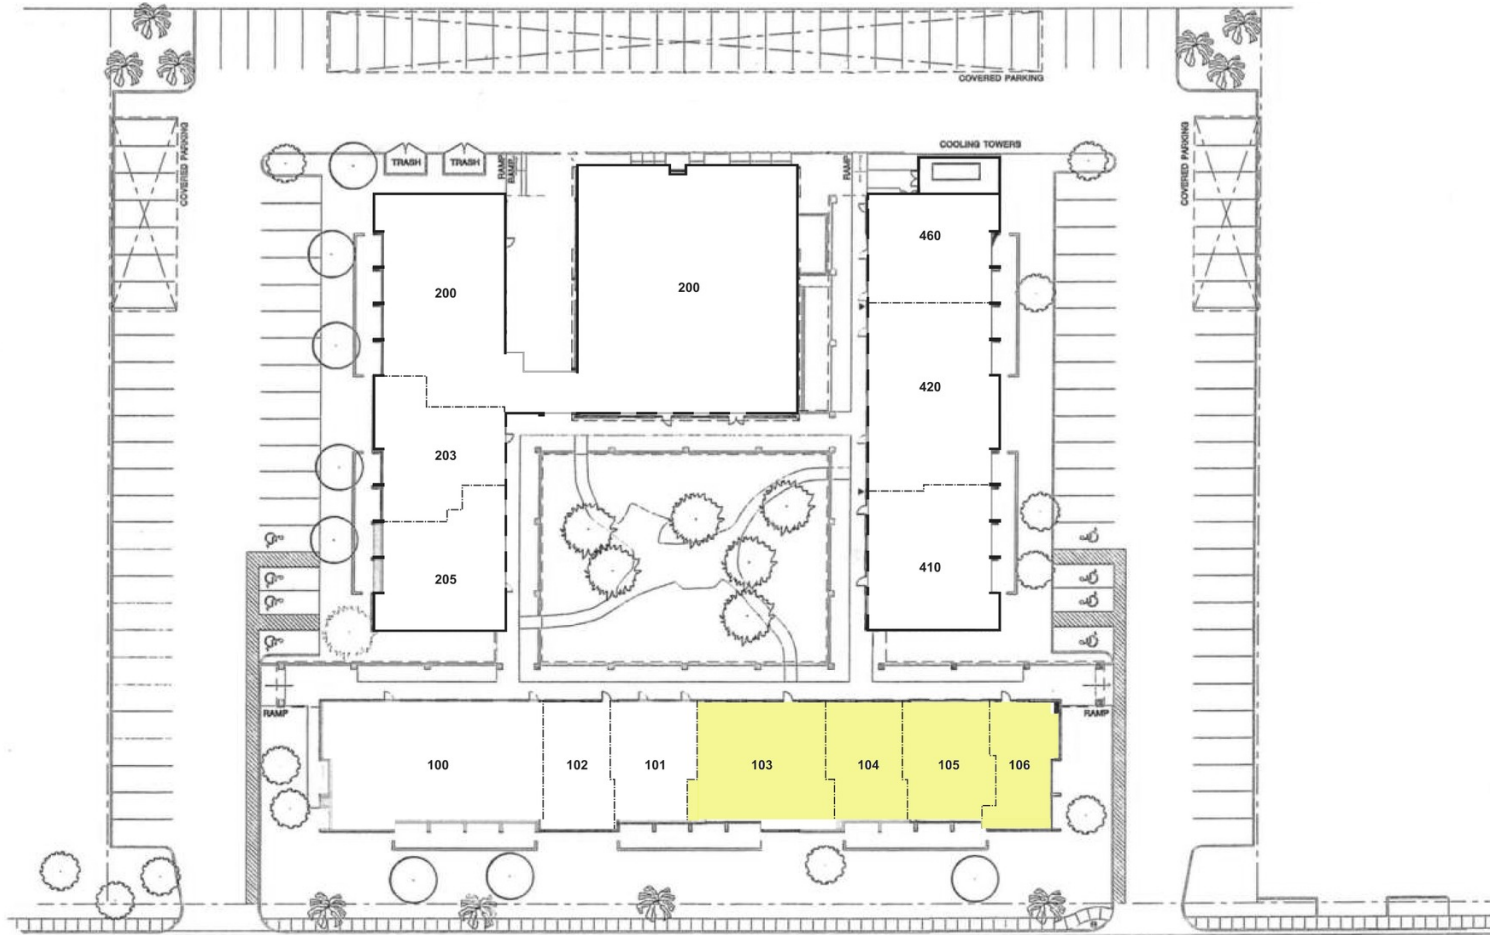 COVERED PARKING
COVERED PARKING
COVERED PARKING
COOLING TOWERS
TRASH
TRASH
RAMP
RAMP
RAMP
460
200
200
420
203
410
205
RAMP
RAMP
100
102
101
103
104
105
106